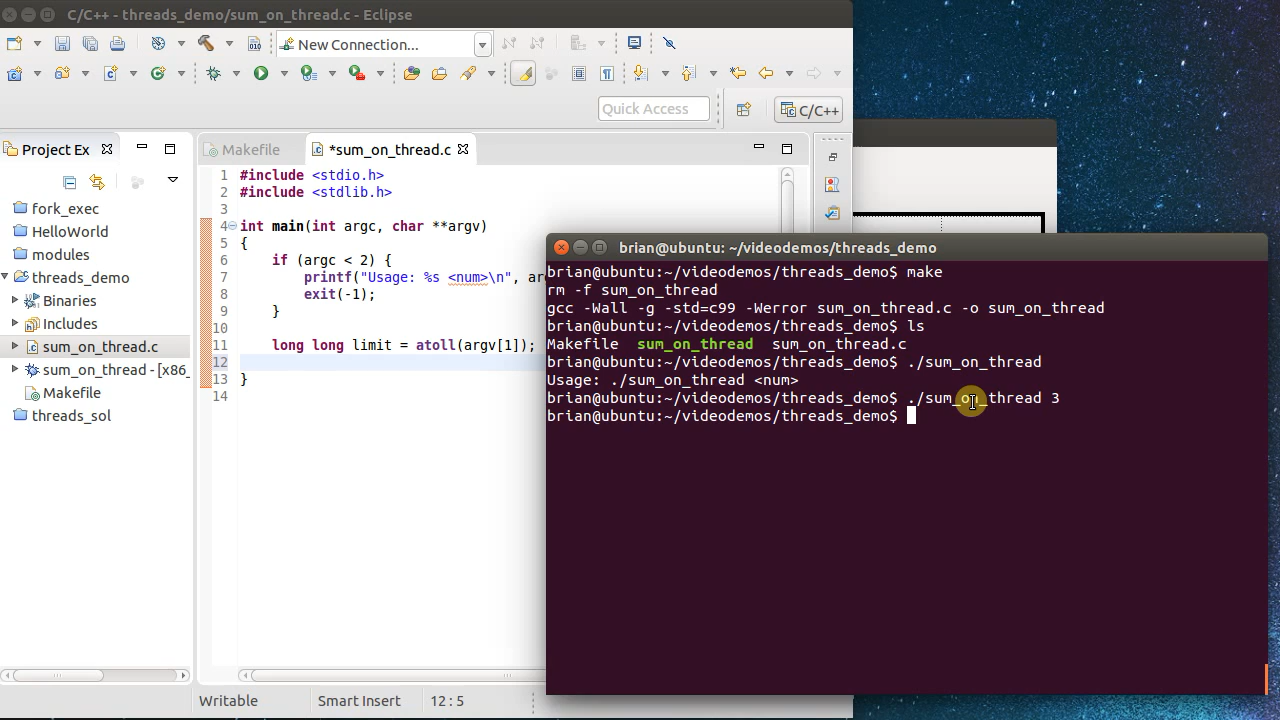 C/C++ - threads_demo/sum_on_thread.c - Eclipse
New Connection...
Quick Access
C/C++
Project Ex
Makefile
*sum_on_thread.c
fork_exec
HelloWorld
modules
threads_demo
Binaries
Includes
sum_on_thread.c
sum_on_thread - [x86_
Makefile
threads_sol
1 #include <stdio.h>
2 #include <stdlib.h>
3
4 int main(int argc, char **argv)
5 {
6     if (argc < 2) {
7         printf("Usage: %s <num>\n", ar
8         exit(-1);
9     }
10
11     long long limit = atoll(argv[1]);
12
13 }
14
Writable
Smart Insert
12 : 5
brian@ubuntu: ~/videodemos/threads_demo
brian@ubuntu:~/videodemos/threads_demo$ make
rm -f sum_on_thread
gcc -Wall -g -std=c99 -Werror sum_on_thread.c -o sum_on_thread
brian@ubuntu:~/videodemos/threads_demo$ ls
Makefile  sum_on_thread  sum_on_thread.c
brian@ubuntu:~/videodemos/threads_demo$ ./sum_on_thread
Usage: ./sum_on_thread <num>
brian@ubuntu:~/videodemos/threads_demo$ ./sum_on_thread 3
brian@ubuntu:~/videodemos/threads_demo$